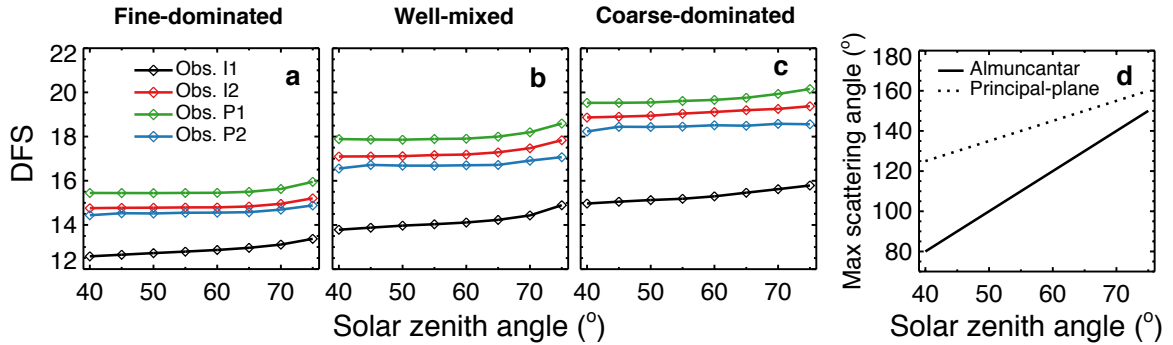 Fine-dominated
Well-mixed
Coarse-dominated
DFS
22
20
18
16
14
12
a
Obs. I1
Obs. I2
Obs. P1
Obs. P2
b
c
40 50 60 70
40 50 60 70
40 50 60 70
Solar zenith angle (°)
Max scattering angle (°)
180
160
140
120
100
80
Almuncantar
Principal-plane
d
40 50 60 70
Solar zenith angle (°)